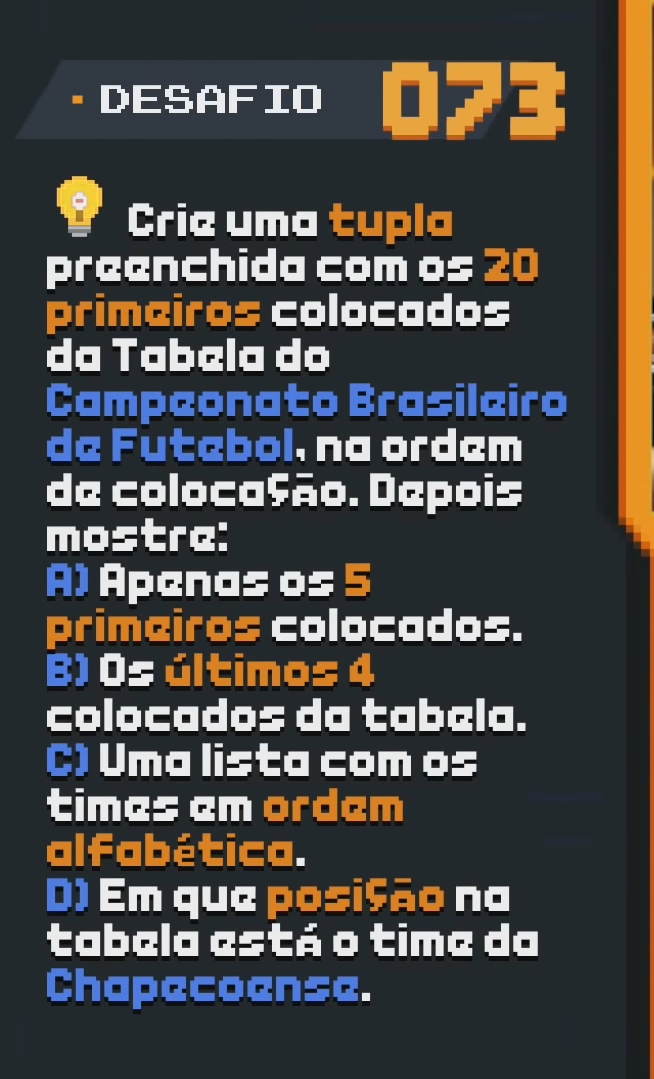 DESAFIO 073
Crie uma tupla
preenchida com os 20
primeiros colocados
da Tabela do
Campeonato Brasileiro
de Futebol, na ordem
de colocação. Depois
mostre:
A) Apenas os 5
primeiros colocados.
B) Os últimos 4
colocados da tabela.
C) Uma lista com os
times em ordem
alfabética.
D) Em que posição na
tabela está o time da
Chapecoense.